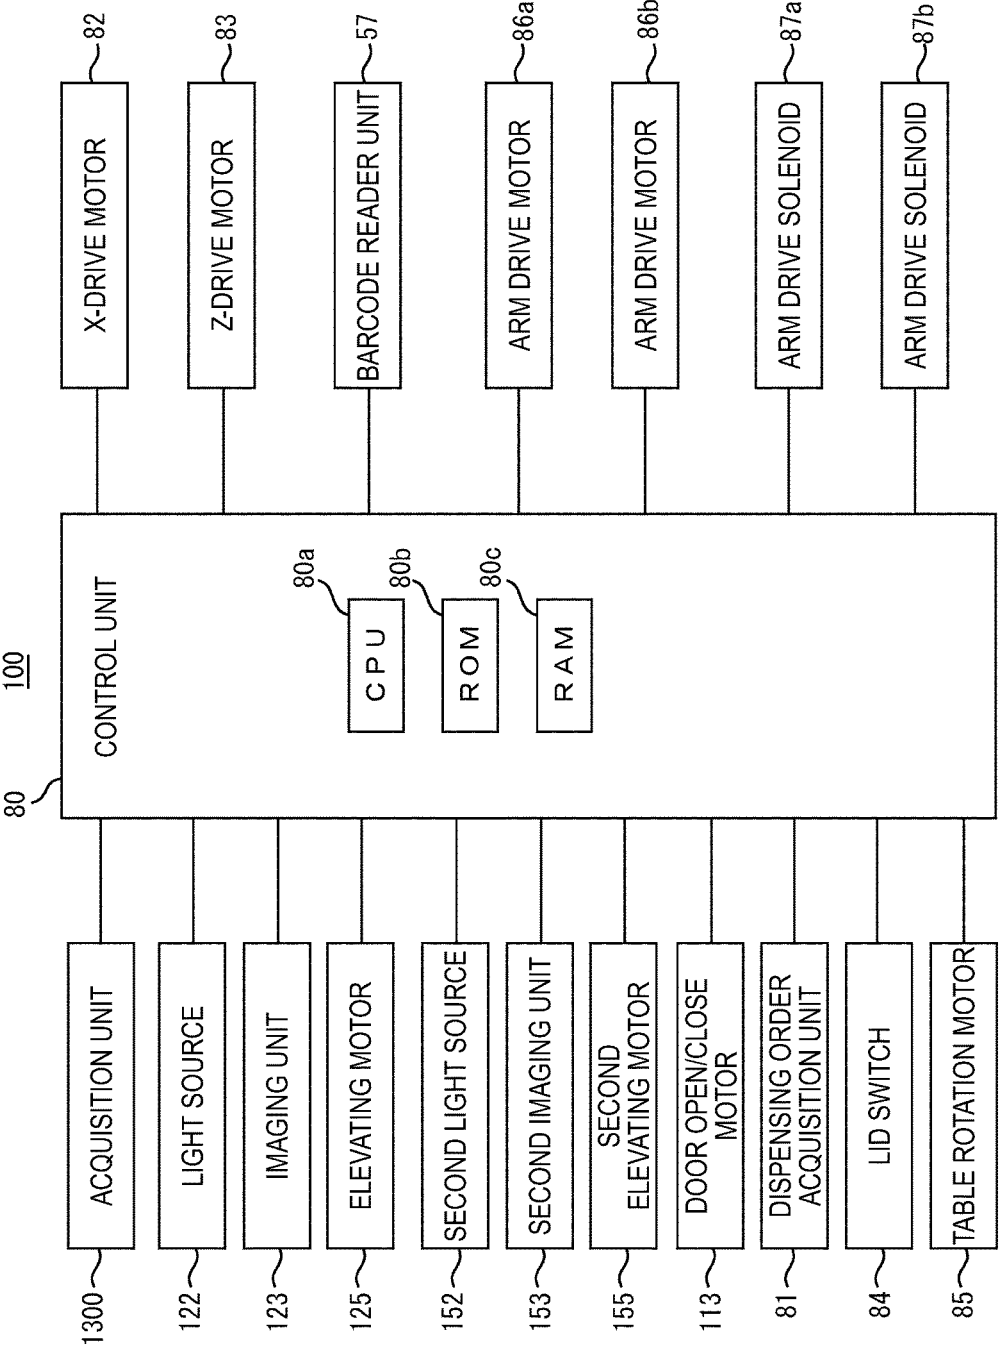 100
80
CONTROL UNIT
80a
CPU
80b
ROM
80c
RAM
1300
ACQUISITION UNIT
122
LIGHT SOURCE
123
IMAGING UNIT
125
ELEVATING MOTOR
152
SECOND LIGHT SOURCE
153
SECOND IMAGING UNIT
155
SECOND
ELEVATING MOTOR
113
DOOR OPEN/CLOSE
MOTOR
81
DISPENSING ORDER
ACQUISITION UNIT
84
LID SWITCH
85
TABLE ROTATION MOTOR
X-DRIVE MOTOR
82
Z-DRIVE MOTOR
83
BARCODE READER UNIT
57
ARM DRIVE MOTOR
86a
ARM DRIVE MOTOR
86b
ARM DRIVE SOLENOID
87a
ARM DRIVE SOLENOID
87b